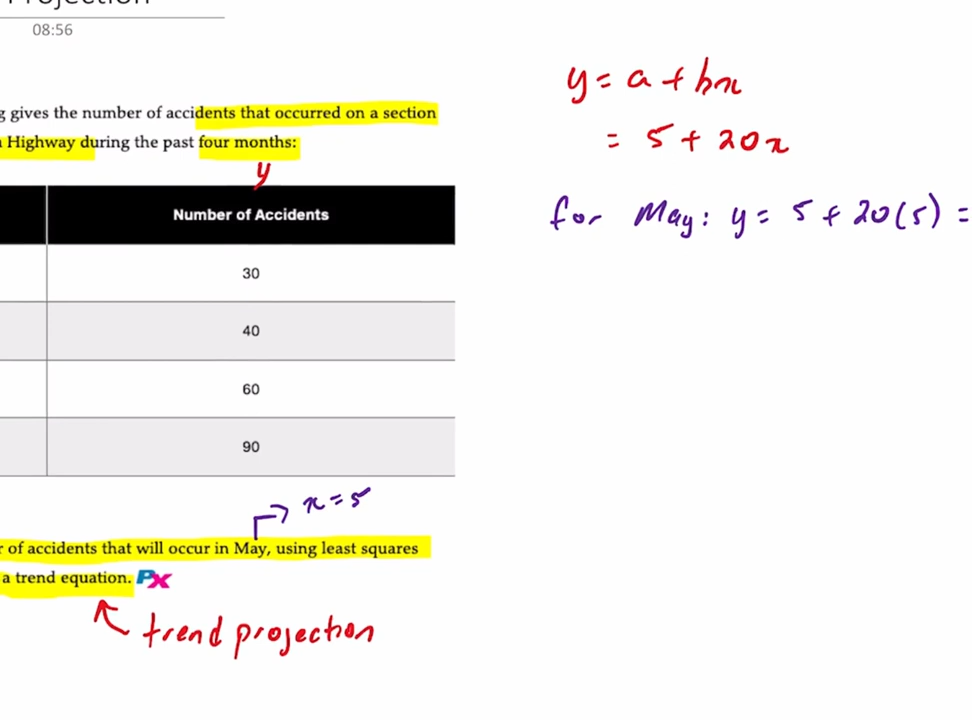 Projection
08:56
g gives the number of accidents that occurred on a section
Highway during the past four months:
y
Number of Accidents
30
40
60
90
x = 5
of accidents that will occur in May, using least squares
a trend equation. PX
trend projection
y = a + bx
= 5 + 20x
for May: y = 5 + 20(5) =